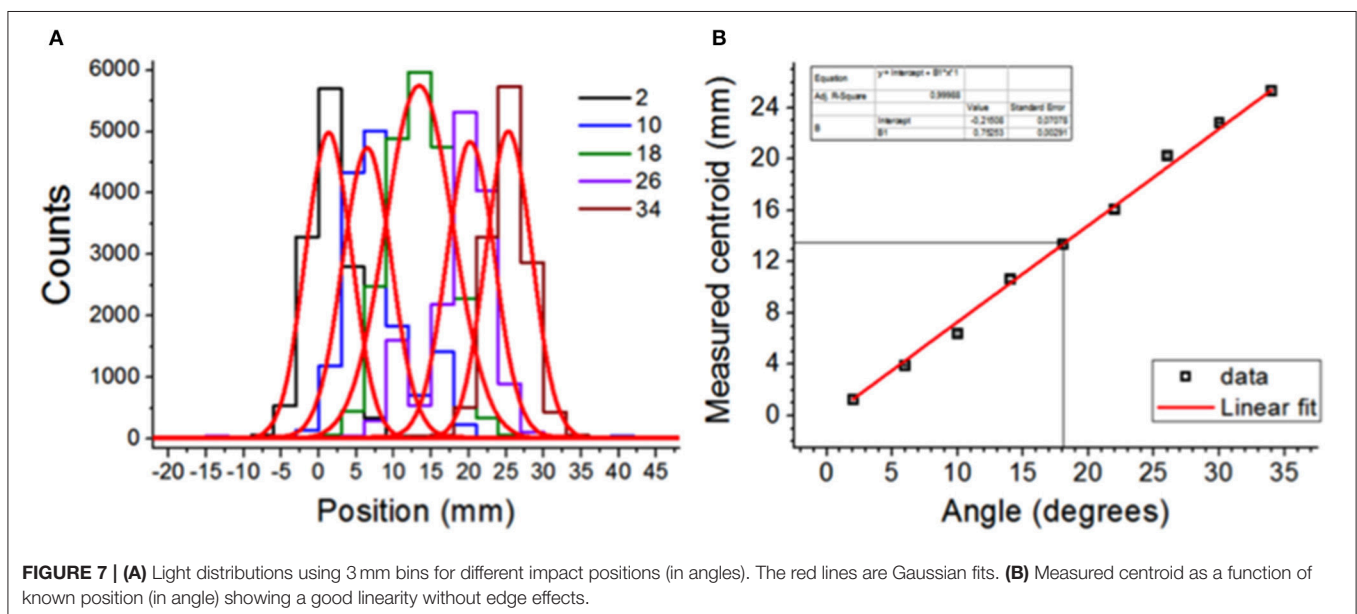 A
B
6000
5000
4000
3000
2000
1000
0
Counts
2
10
18
26
34
-20 -15 -10 -5 0 5 10 15 20 25 30 35 40 45
Position (mm)
24
20
16
12
8
4
0
Measured centroid (mm)
Equation y = Intercept + B1*x^1
Adj. R-Square
Value Standard Error
B Intercept
B1
data
Linear fit
0 5 10 15 20 25 30 35
Angle (degrees)
FIGURE 7 | (A) Light distributions using 3 mm bins for different impact positions (in angles). The red lines are Gaussian fits. (B) Measured centroid as a function of
known position (in angle) showing a good linearity without edge effects.